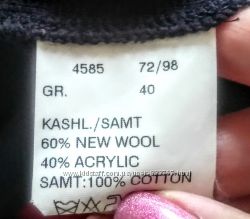 4585 72/98
GR. 40
KASHL./SAMT
60% NEW WOOL
40% ACRYLIC
SAMT:100% COTTON